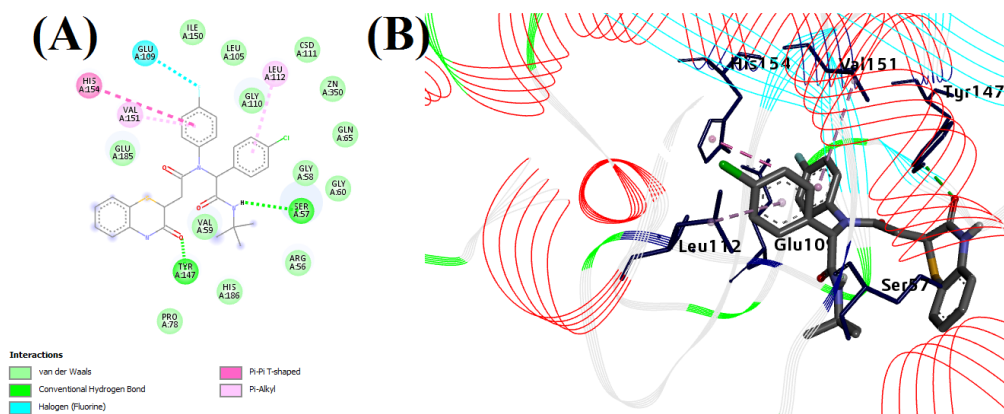 (A)
GLU
A:109
ILE
A:150
LEU
A:105
CSD
A:111
HIS
A:154
LEU
A:112
VAL
A:151
GLY
A:110
ZN
A:350
GLU
A:185
GLN
A:65
Cl
N
O
GLY
A:58
GLY
A:60
S
O
N
H
SER
A:57
VAL
A:59
N
O
ARG
A:56
TYR
A:147
HIS
A:186
PRO
A:78
Interactions
van der Waals
Conventional Hydrogen Bond
Halogen (Fluorine)
Pi-Pi T-shaped
Pi-Alkyl
(B)
His154
Val151
Tyr147
Leu112
Glu10
Ser57